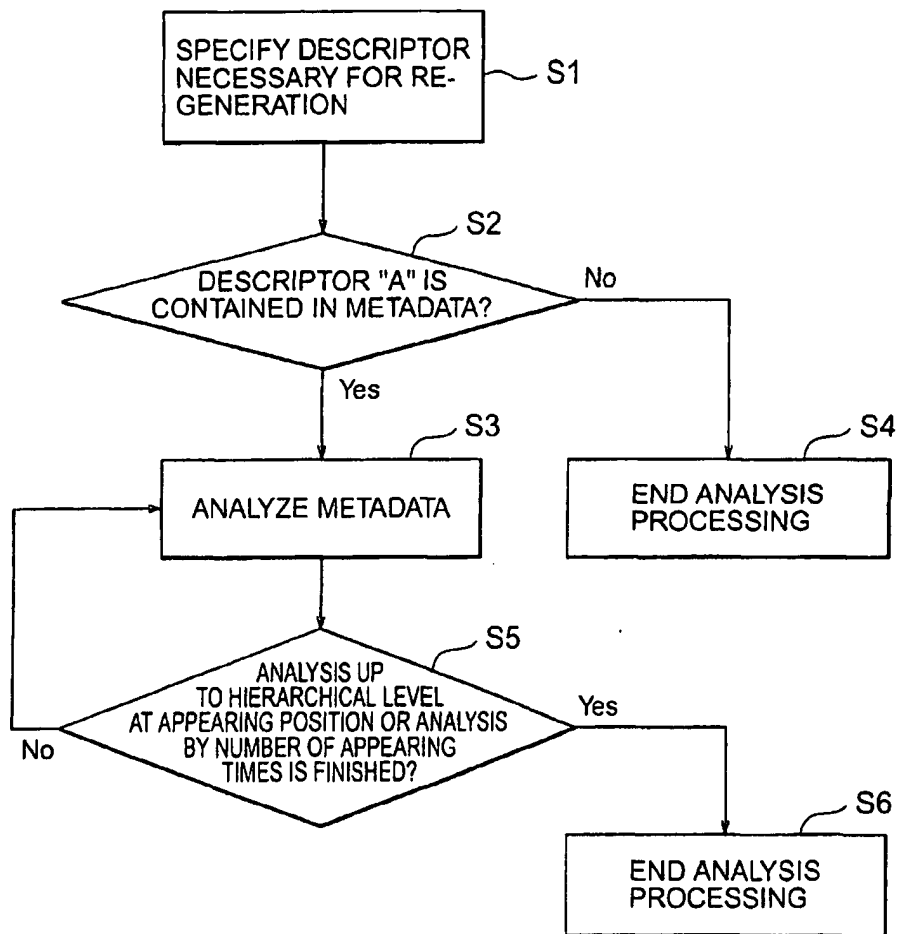 SPECIFY DESCRIPTOR
NECESSARY FOR RE-
GENERATION
S1
S2
DESCRIPTOR "A" IS
CONTAINED IN METADATA?
No
Yes
S3
ANALYZE METADATA
S4
END ANALYSIS
PROCESSING
S5
ANALYSIS UP
TO HIERARCHICAL LEVEL
AT APPEARING POSITION OR ANALYSIS
BY NUMBER OF APPEARING
TIMES IS FINISHED?
No
Yes
S6
END ANALYSIS
PROCESSING